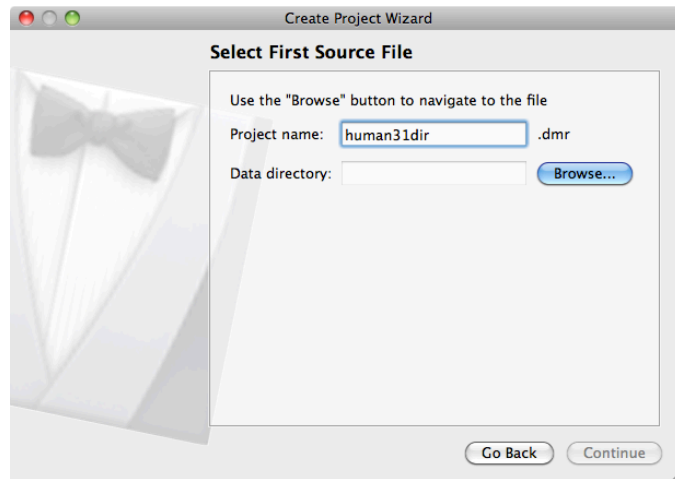 Create Project Wizard
Select First Source File
Use the "Browse" button to navigate to the file
Project name: human31dir .dmr
Data directory: Browse...
Go Back Continue